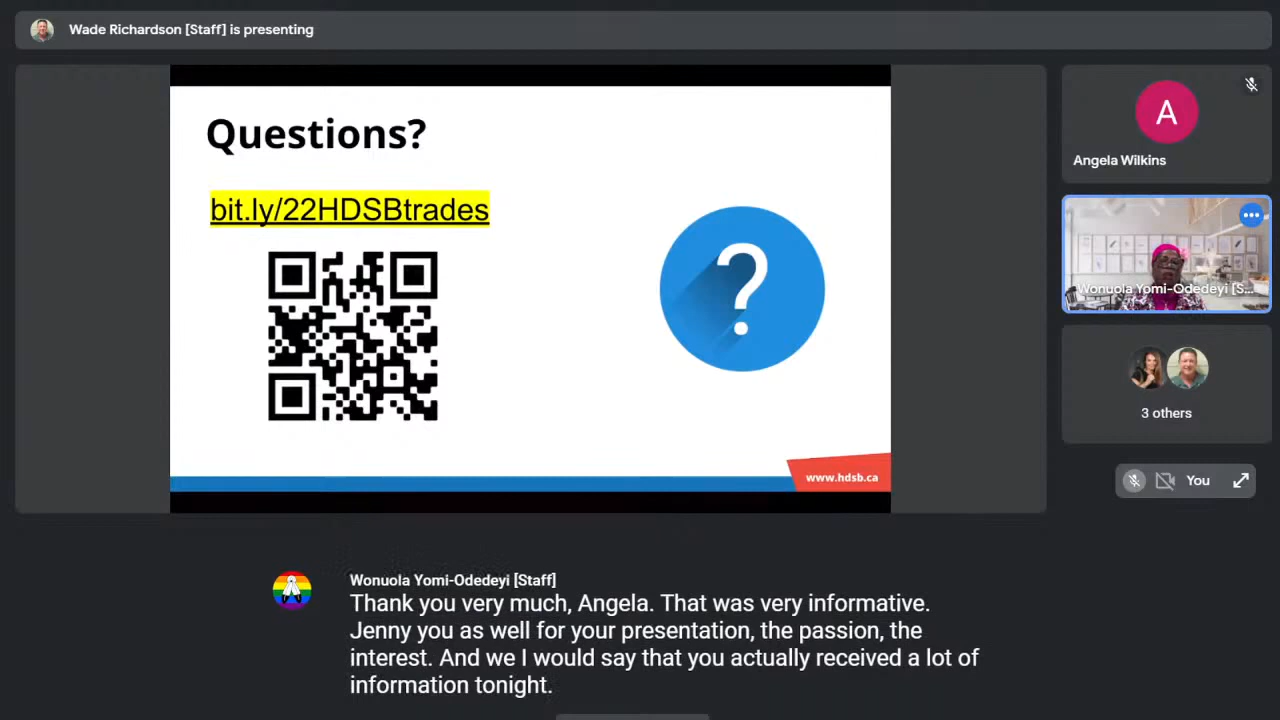 Wade Richardson [Staff] is presenting
Questions?
bit.ly/22HDSBtrades
?
www.hdsb.ca
A
Angela Wilkins
Wonuola Yomi-Odedeyi [S...
3 others
You
Wonuola Yomi-Odedeyi [Staff]
Thank you very much, Angela. That was very informative.
Jenny you as well for your presentation, the passion, the
interest. And we I would say that you actually received a lot of
information tonight.